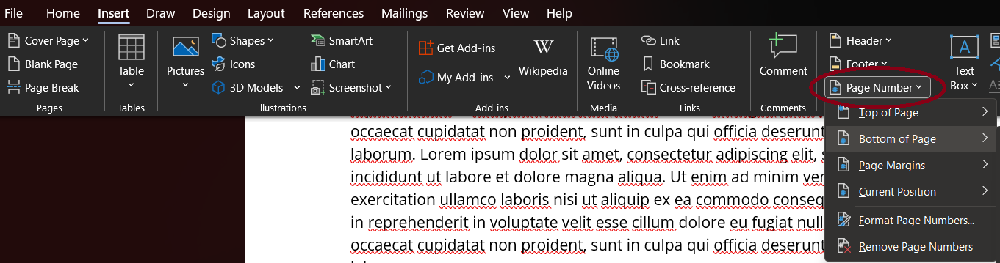 File Home Insert Draw Design Layout References Mailings Review View Help
Cover Page
Blank Page
Page Break
Pages
Table
Tables
Pictures
Shapes
Icons
3D Models
SmartArt
Chart
Screenshot
Illustrations
Get Add-ins
My Add-ins
W
Wikipedia
Add-ins
Online
Videos
Media
Link
Bookmark
Cross-reference
Links
Comment
Comments
Header
Footer
Page Number
A
Text
Box
Top of Page
Bottom of Page
Page Margins
Current Position
Format Page Numbers...
Remove Page Numbers
occaecat cupidatat non proident, sunt in culpa qui officia deserunt
laborum. Lorem ipsum dolor sit amet, consectetur adipiscing elit, s
incididunt ut labore et dolore magna aliqua. Ut enim ad minim ven
exercitation ullamco laboris nisi ut aliquip ex ea commodo conseq
in reprehenderit in voluptate velit esse cillum dolore eu fugiat null
occaecat cupidatat non proident, sunt in culpa qui officia deserunt